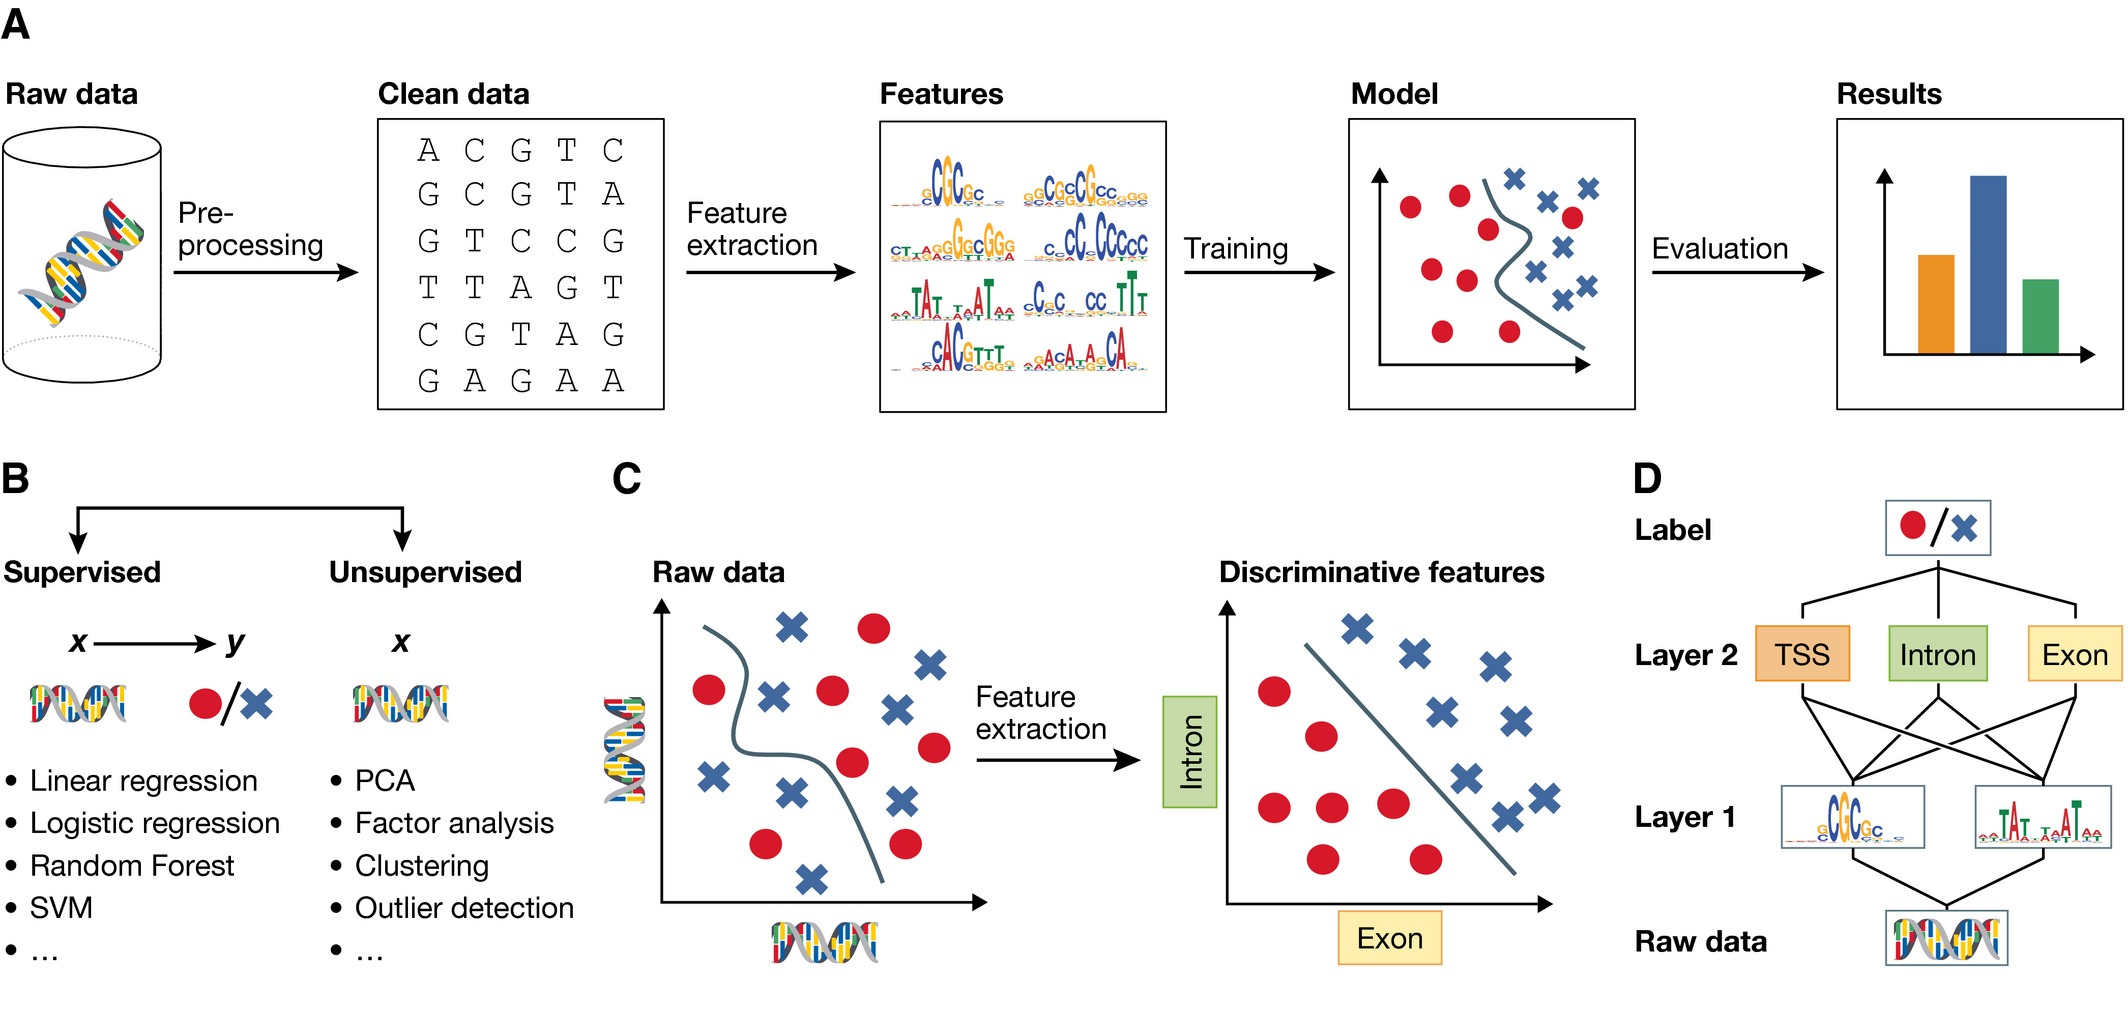 A
Raw data
Clean data
Features
Model
Results
Pre-
processing
A C G T C
G C G T A
G T C C G
T T A G T
C G T A G
G A G A A
Feature
extraction
Training
Evaluation
B
Supervised
Unsupervised
x
y
x
• Linear regression
• Logistic regression
• Random Forest
• SVM
• ...
• PCA
• Factor analysis
• Clustering
• Outlier detection
• ...
C
Raw data
Feature
extraction
Discriminative features
Intron
Exon
D
Label
Layer 2
TSS
Intron
Exon
Layer 1
Raw data